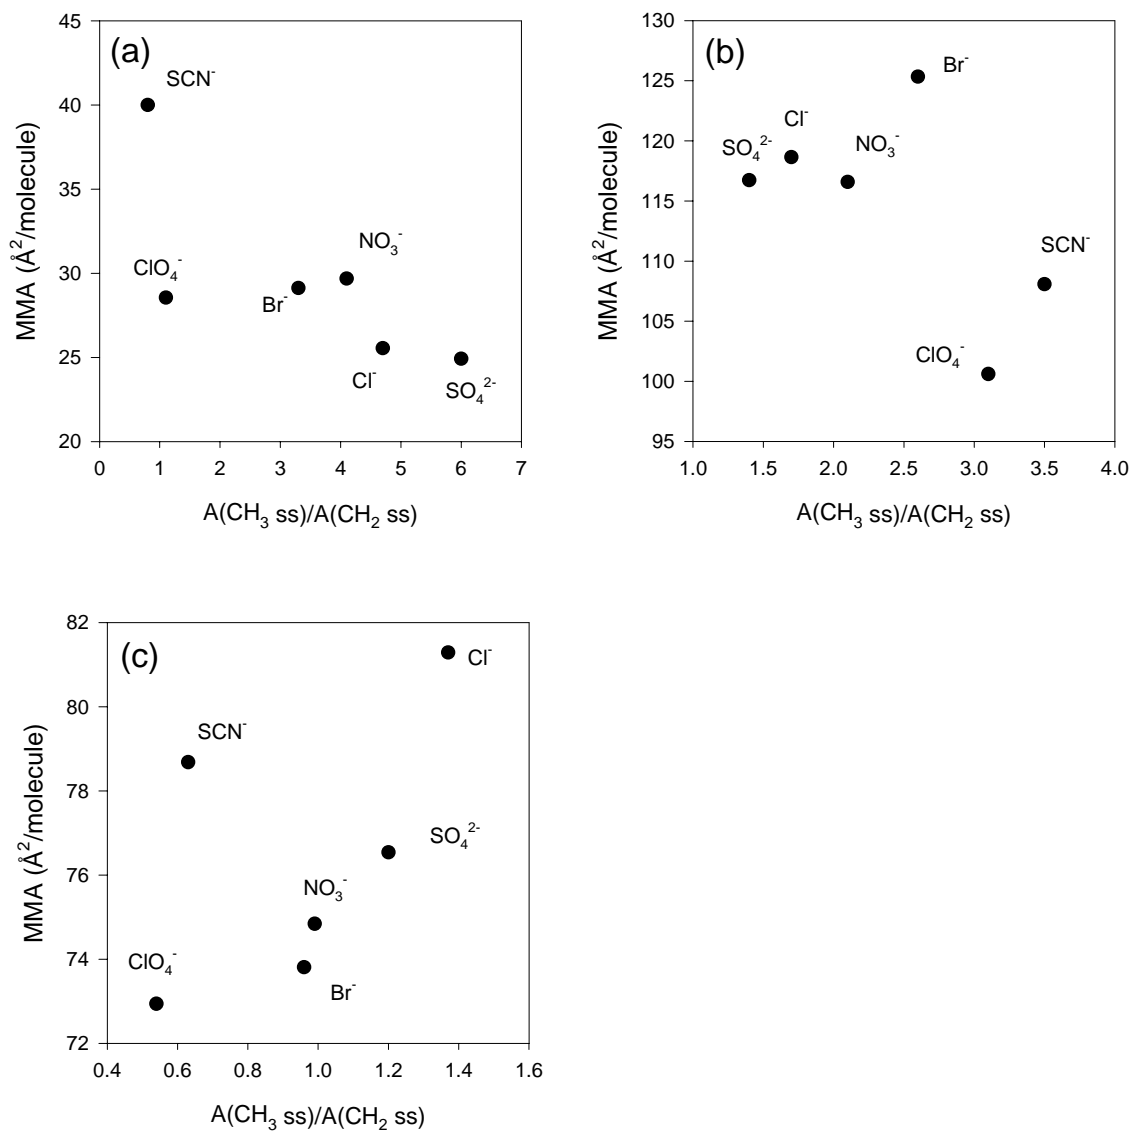 (a)
MMA (Å²/molecule)
45
40
35
30
25
20
SCN⁻
ClO₄⁻
Br⁻
NO₃⁻
Cl⁻
SO₄²⁻
0 1 2 3 4 5 6 7
A(CH₃ ss)/A(CH₂ ss)
(b)
MMA (Å²/molecule)
130
125
120
115
110
105
100
95
Br⁻
Cl⁻
SO₄²⁻
NO₃⁻
SCN⁻
ClO₄⁻
1.0 1.5 2.0 2.5 3.0 3.5 4.0
A(CH₃ ss)/A(CH₂ ss)
(c)
MMA (Å²/molecule)
82
80
78
76
74
72
Cl⁻
SCN⁻
SO₄²⁻
NO₃⁻
ClO₄⁻
Br⁻
0.4 0.6 0.8 1.0 1.2 1.4 1.6
A(CH₃ ss)/A(CH₂ ss)